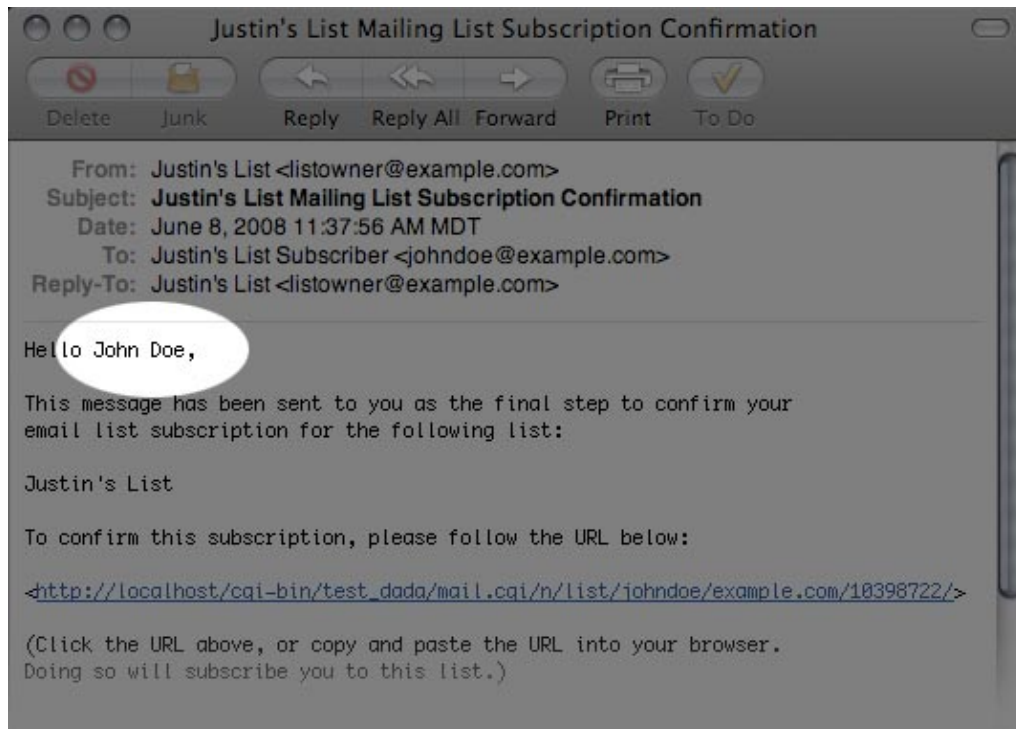 Justin's List Mailing List Subscription Confirmation
Delete Junk Reply Reply All Forward Print To Do
From: Justin's List <listowner@example.com>
Subject: Justin's List Mailing List Subscription Confirmation
Date: June 8, 2008 11:37:56 AM MDT
To: Justin's List Subscriber <johndoe@example.com>
Reply-To: Justin's List <listowner@example.com>
Hello John Doe,
This message has been sent to you as the final step to confirm your
email list subscription for the following list:
Justin's List
To confirm this subscription, please follow the URL below:
<http://localhost/cgi-bin/test_dada/mail.cgi/n/list/johndoe/example.com/10398722/>
(Click the URL above, or copy and paste the URL into your browser.
Doing so will subscribe you to this list.)